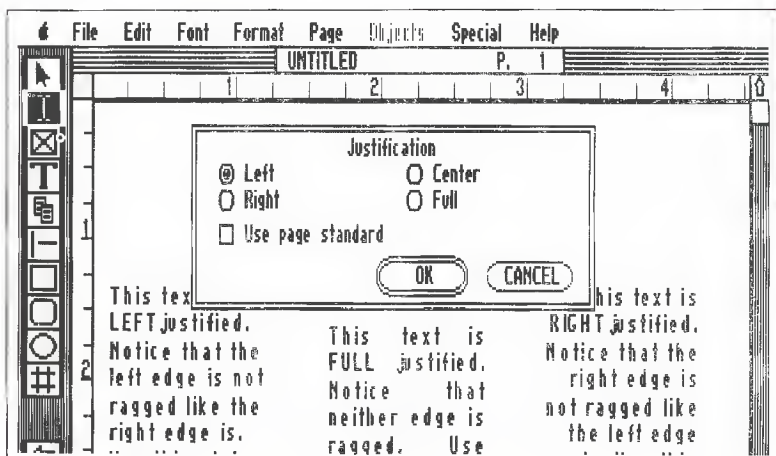 File Edit Font Format Page Objects Special Help
UNTITLED P. 1
1 2 3 4
Justification
Left Center
Right Full
Use page standard
OK CANCEL
1
2
This tex
LEFT justified.
Notice that the
left edge is not
ragged like the
right edge is.
This text is
FULL justified.
Notice that
neither edge is
ragged. Use
his text is
RIGHT justified.
Notice that the
right edge is
not ragged like
the left edge